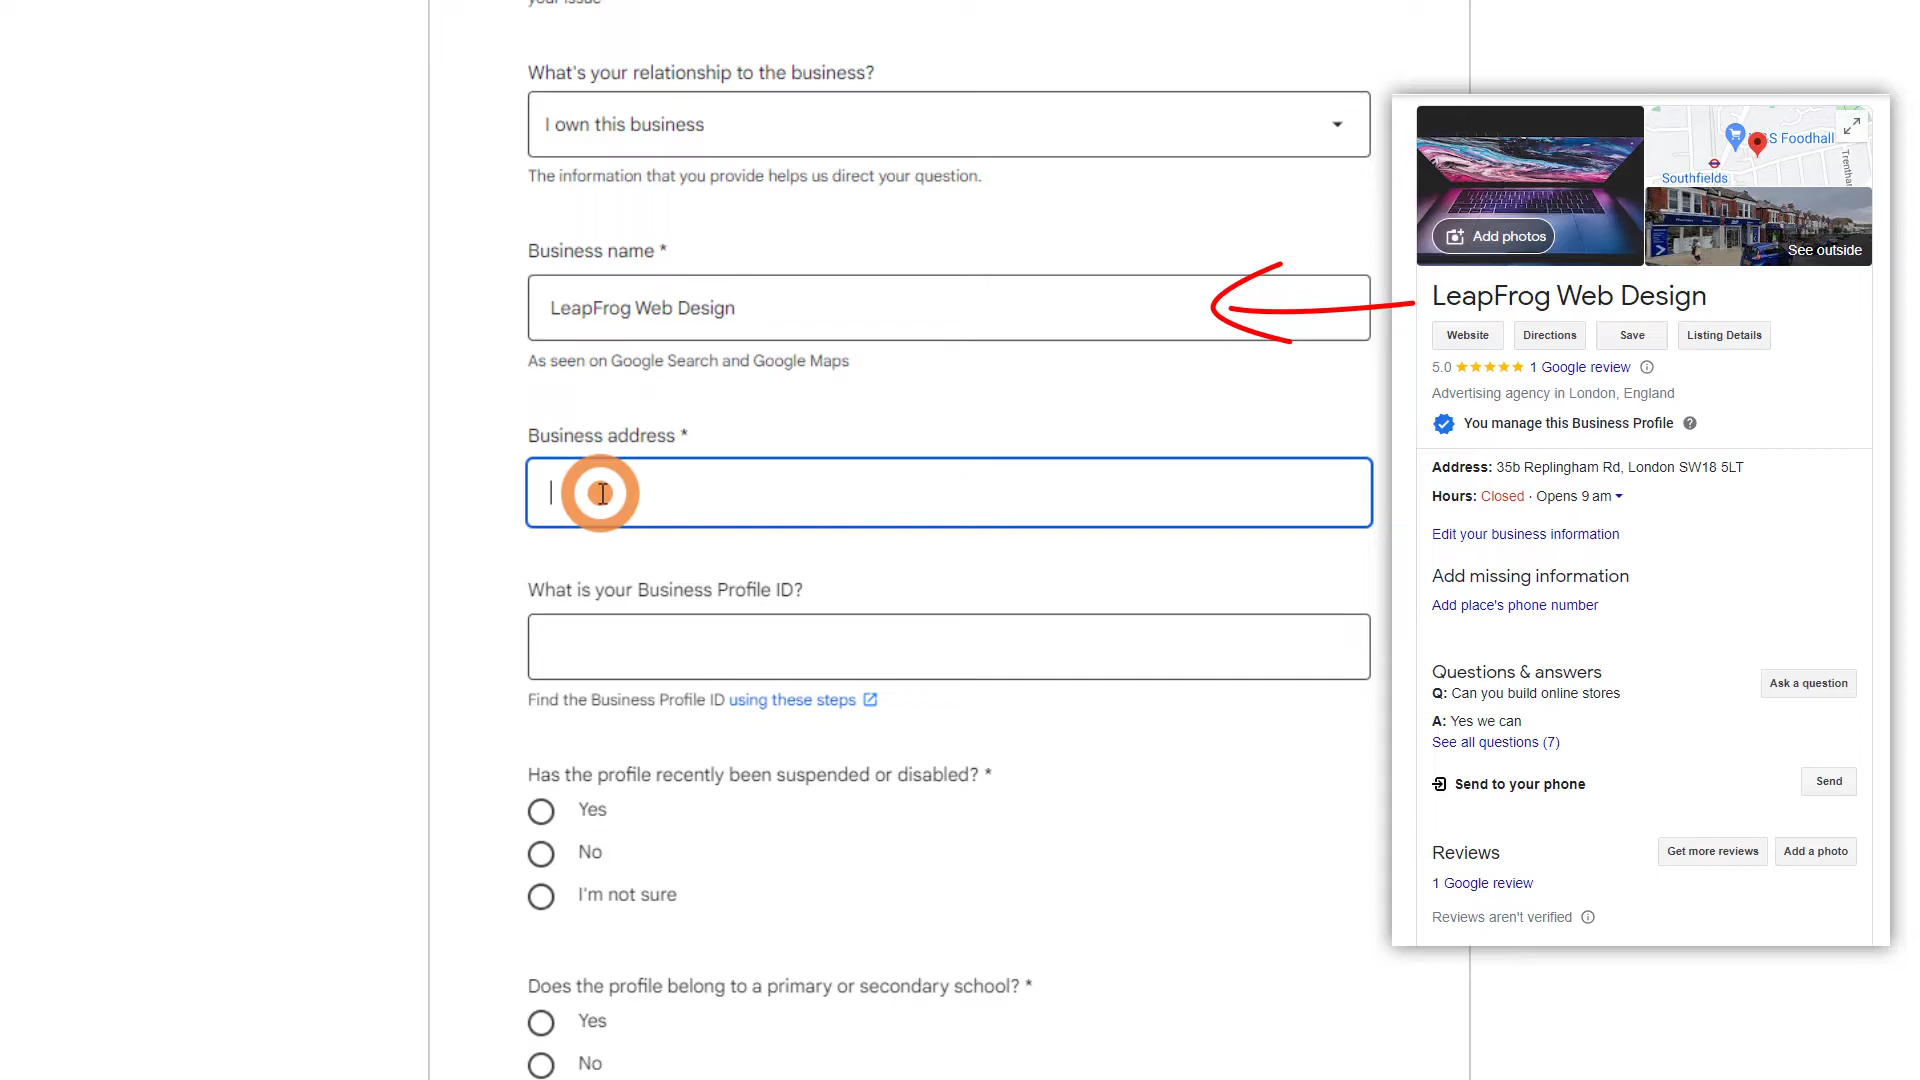 your issue
What's your relationship to the business?
I own this business
The information that you provide helps us direct your question.
Business name *
LeapFrog Web Design
As seen on Google Search and Google Maps
Business address *
What is your Business Profile ID?
Find the Business Profile ID using these steps
Has the profile recently been suspended or disabled? *
Yes
No
I'm not sure
Does the profile belong to a primary or secondary school? *
Yes
No
S Foodhall
Southfields
Add photos
See outside
LeapFrog Web Design
Website Directions Save Listing Details
5.0 1 Google review
Advertising agency in London, England
You manage this Business Profile
Address: 35b Replingham Rd, London SW18 5LT
Hours: Closed · Opens 9 am
Edit your business information
Add missing information
Add place's phone number
Questions & answers
Ask a question
Q: Can you build online stores
A: Yes we can
See all questions (7)
Send to your phone
Send
Reviews
Get more reviews Add a photo
1 Google review
Reviews aren't verified